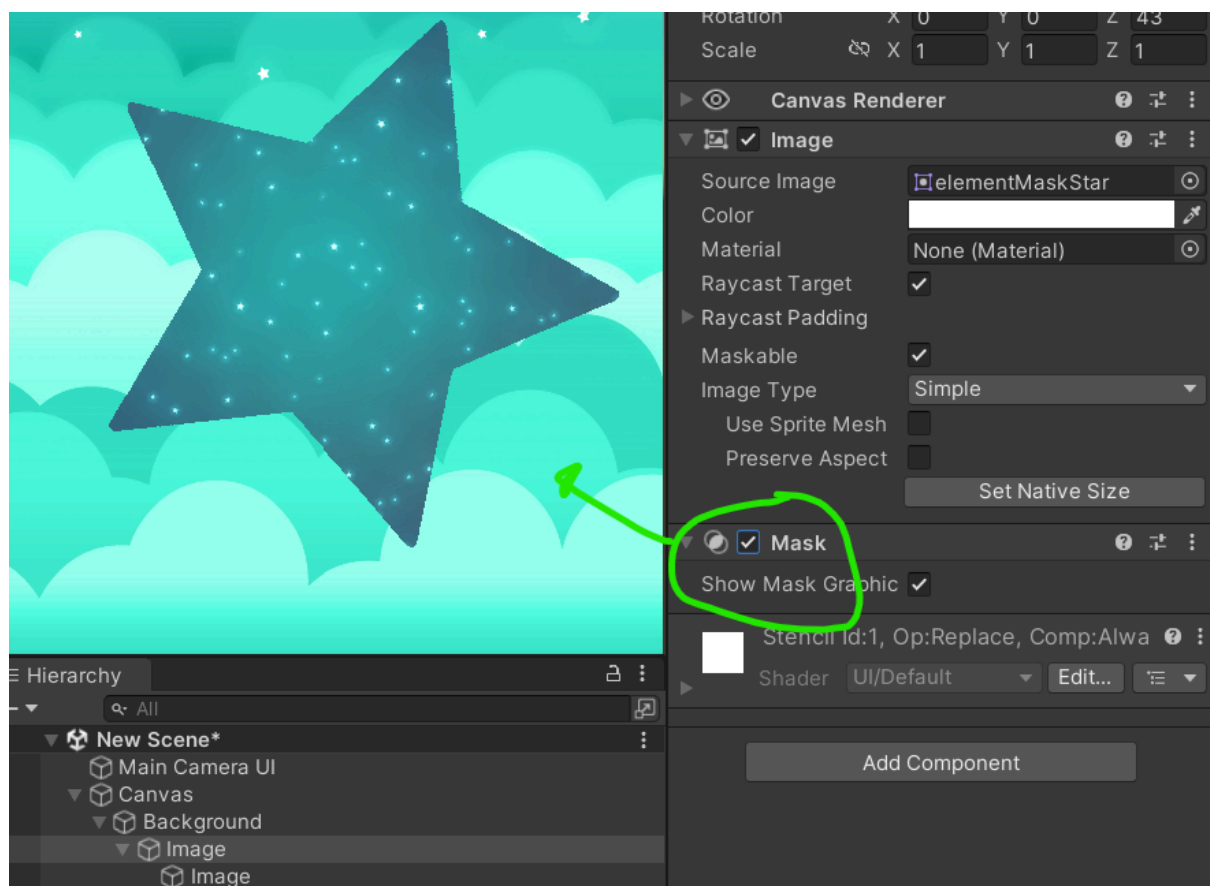 Rotation X 0 Y 0 Z 43
Scale X 1 Y 1 Z 1
Canvas Renderer
Image
Source Image elementMaskStar
Color
Material None (Material)
Raycast Target
Raycast Padding
Maskable
Image Type Simple
Use Sprite Mesh
Preserve Aspect
Set Native Size
Mask
Show Mask Graphic
Stencil Id:1, Op:Replace, Comp:Alwa
Shader UI/Default Edit...
Add Component
Hierarchy
All
New Scene*
Main Camera UI
Canvas
Background
Image
Image